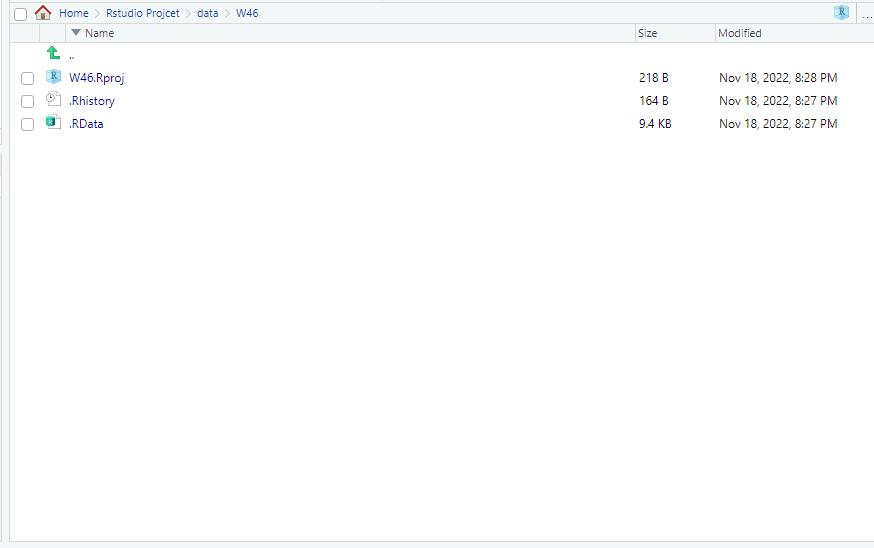 Home Rstudio Projcet data W46 R ...
Name Size Modified
..
W46.Rproj 218 B Nov 18, 2022, 8:28 PM
.Rhistory 164 B Nov 18, 2022, 8:27 PM
.RData 9.4 KB Nov 18, 2022, 8:27 PM